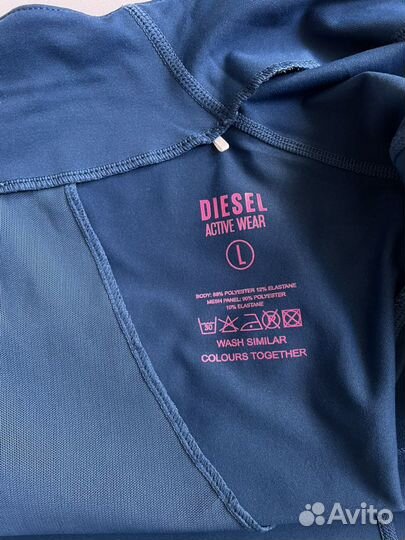 DIESEL
ACTIVE WEAR
L
BODY: 88% POLYESTER 12% ELASTANE
MESH PANEL: 90% POLYESTER
10% ELASTANE
30
WASH SIMILAR
COLOURS TOGETHER
Avito